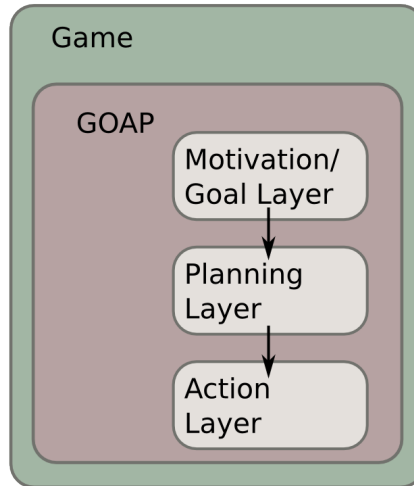 Game
GOAP
Motivation/
Goal Layer
Planning
Layer
Action
Layer